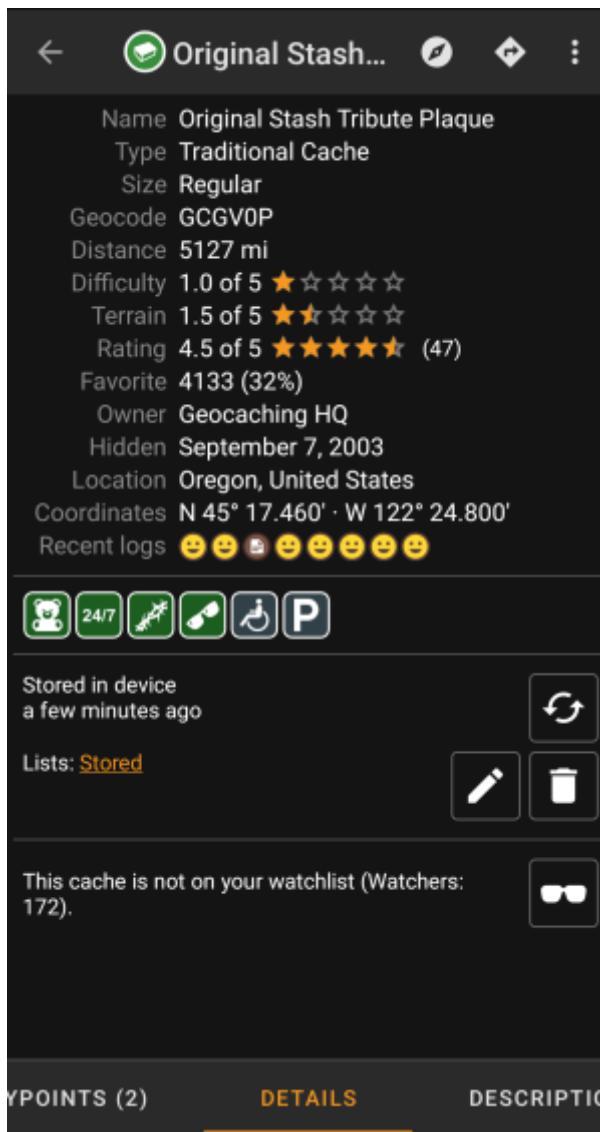 Original Stash...
Name Original Stash Tribute Plaque
Type Traditional Cache
Size Regular
Geocode GCGV0P
Distance 5127 mi
Difficulty 1.0 of 5
Terrain 1.5 of 5
Rating 4.5 of 5 (47)
Favorite 4133 (32%)
Owner Geocaching HQ
Hidden September 7, 2003
Location Oregon, United States
Coordinates N 45° 17.460' · W 122° 24.800'
Recent logs
24/7 P
Stored in device
a few minutes ago
Lists: Stored
This cache is not on your watchlist (Watchers:
172).
YPOINTS (2) DETAILS DESCRIPTIO